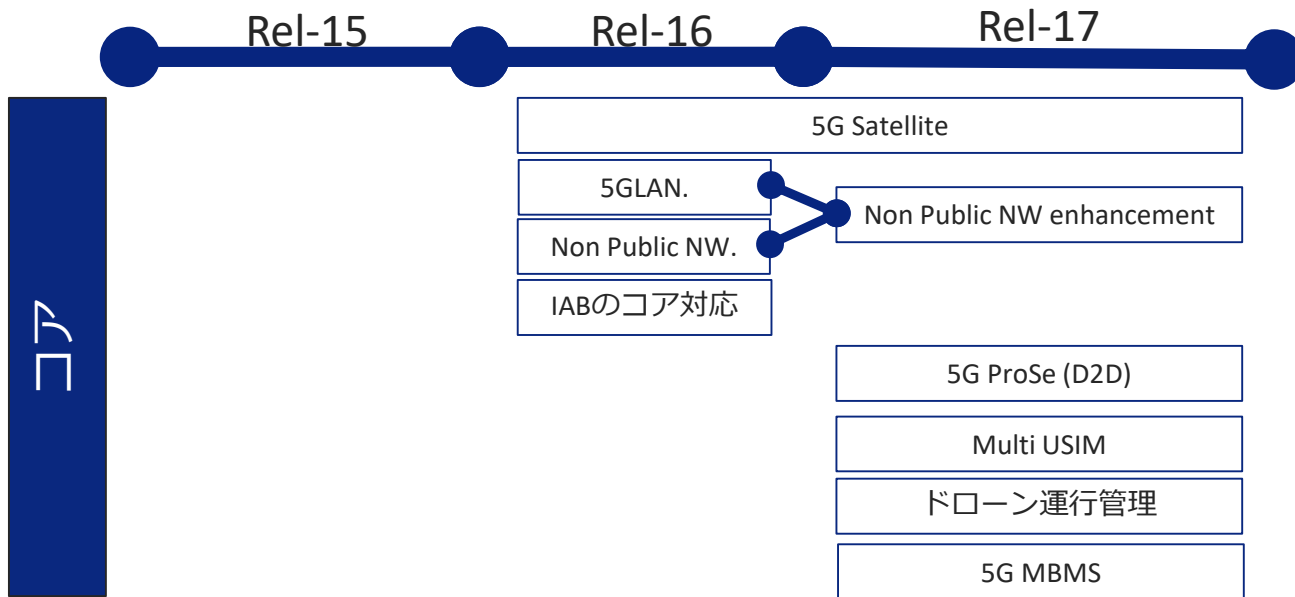 Rel-15
Rel-16
Rel-17
コア
5G Satellite
5GLAN.
Non Public NW enhancement
Non Public NW.
IABのコア対応
5G ProSe (D2D)
Multi USIM
ドローン運行管理
5G MBMS